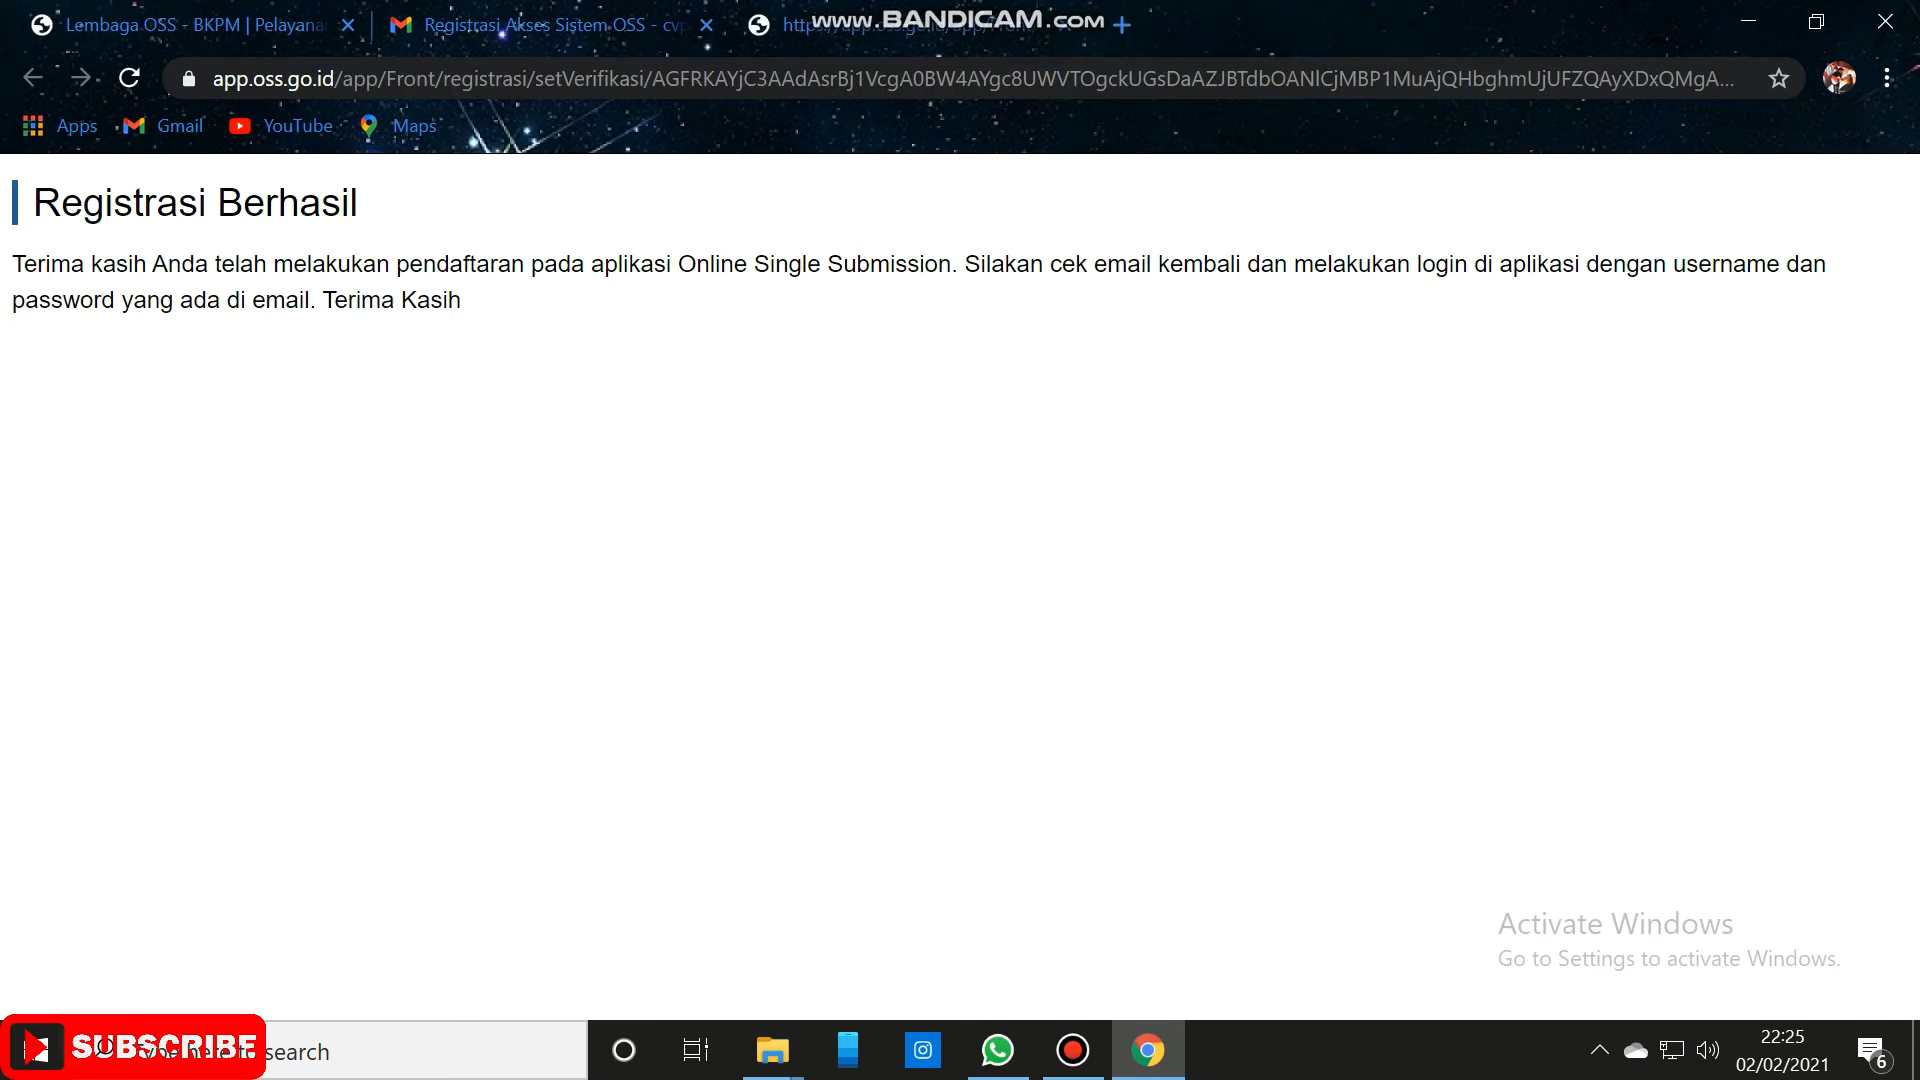 www.BANDICAM.com
Lembaga OSS - BKPM | Pelayana
Registrasi Akses Sistem OSS - cv
app.oss.go.id/app/Front/registrasi/setVerifikasi/AGFRKAYjC3AAdAsrBj1VcgA0BW4AYgc8UWVTOgckUGsDaAZJBTdbOANlCjMBP1MuAjQHbghmUjUFZQAyXDxQMgA...
Apps Gmail YouTube Maps
Registrasi Berhasil
Terima kasih Anda telah melakukan pendaftaran pada aplikasi Online Single Submission. Silakan cek email kembali dan melakukan login di aplikasi dengan username dan
password yang ada di email. Terima Kasih
Activate Windows
Go to Settings to activate Windows.
SUBSCRIBE
Type here to search
22:25
02/02/2021
6